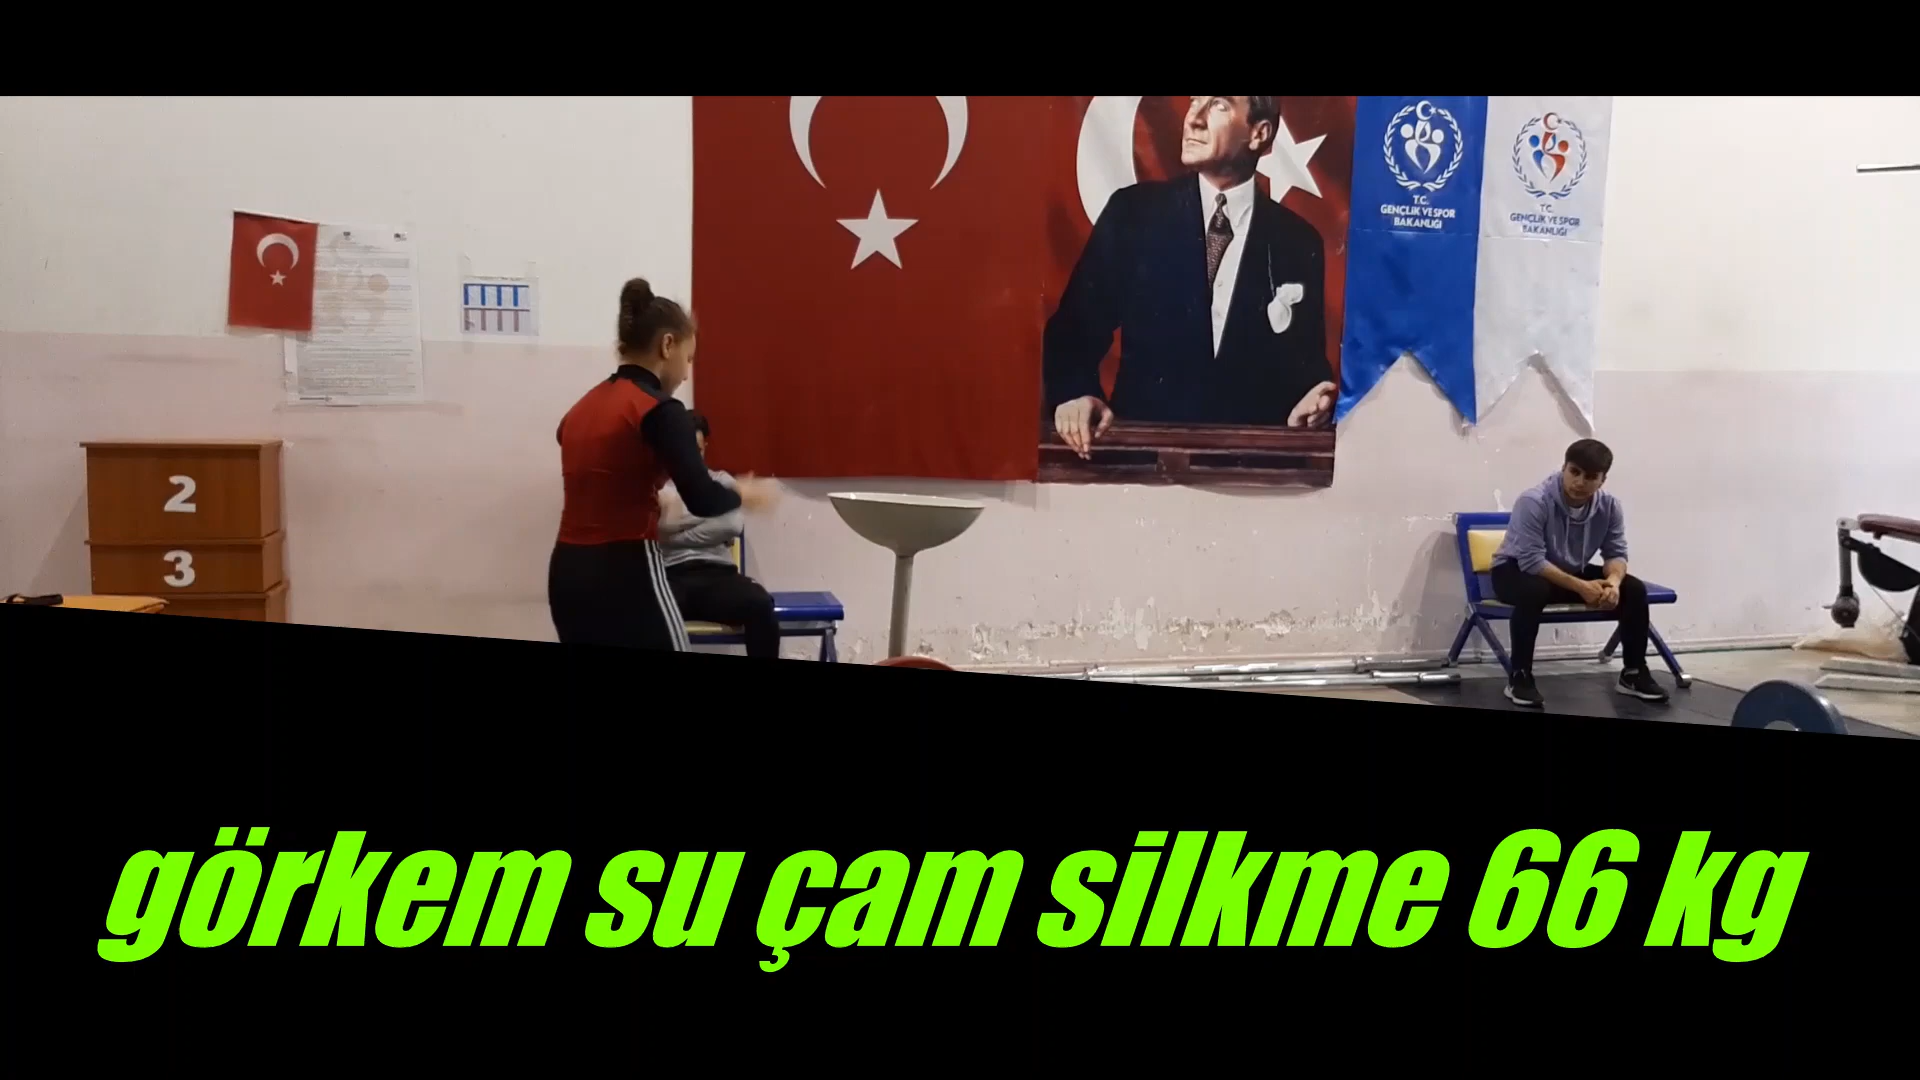 T.C.
GENÇLİK VE SPOR
BAKANLIĞI
T.C.
GENÇLİK VE SPOR
BAKANLIĞI
2
3
görkem su çam silkme 66 kg